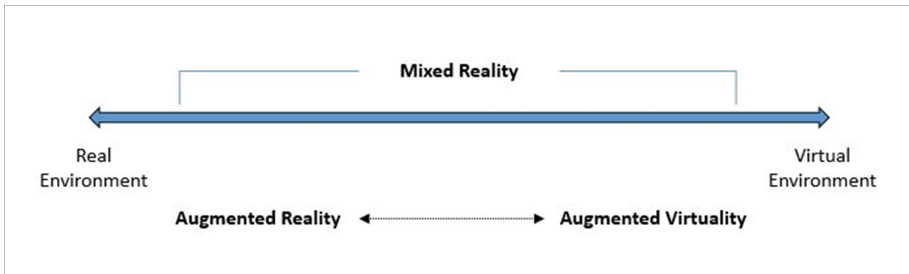 Mixed Reality
Real
Environment
Virtual
Environment
Augmented Reality
Augmented Virtuality